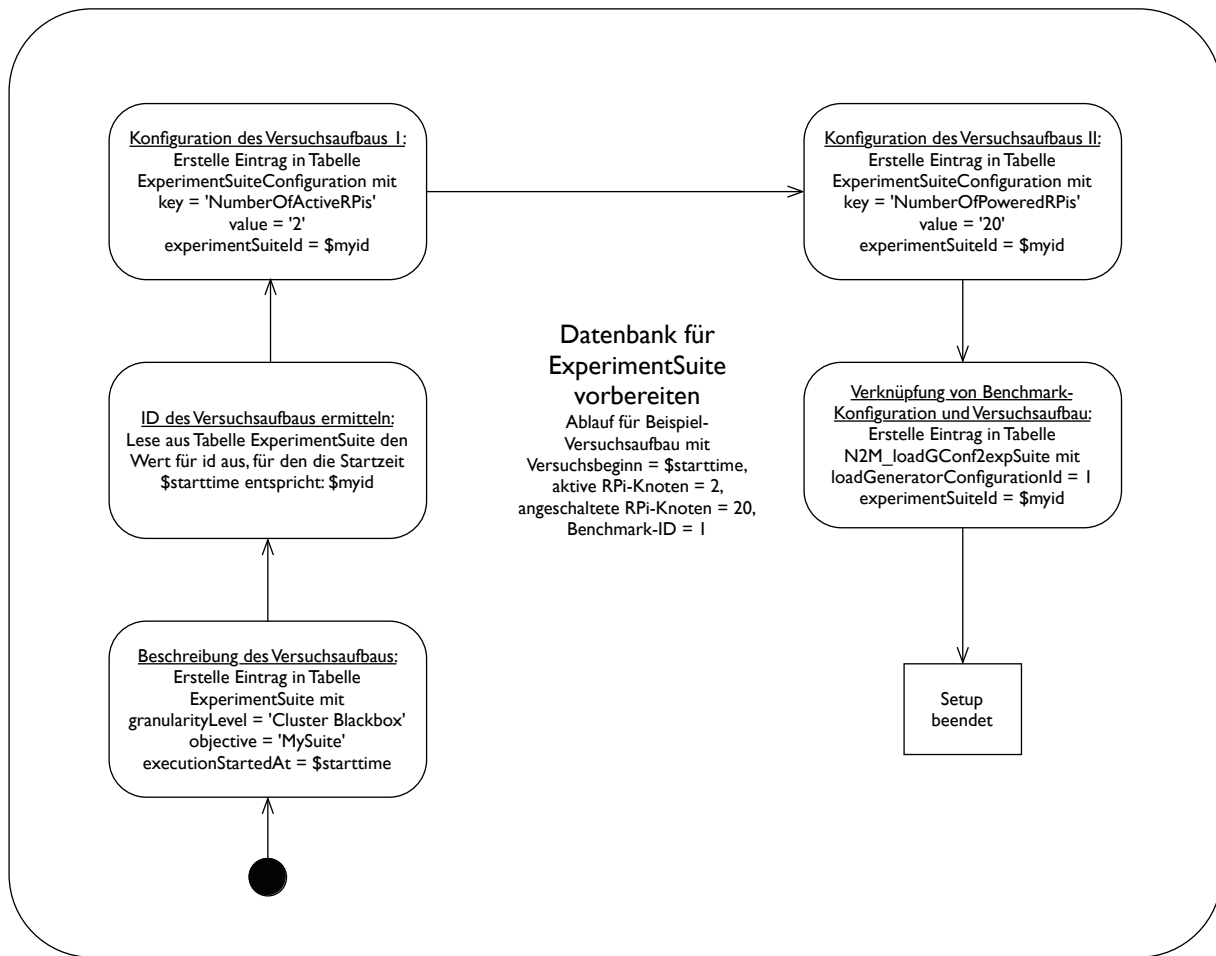 Konfiguration des Versuchsaufbaus I:
Erstelle Eintrag in Tabelle
ExperimentSuiteConfiguration mit
key = 'NumberOfActiveRPis'
value = '2'
experimentSuiteId = $myid
Konfiguration des Versuchsaufbaus II:
Erstelle Eintrag in Tabelle
ExperimentSuiteConfiguration mit
key = 'NumberOfPoweredRPis'
value = '20'
experimentSuiteId = $myid
Datenbank für
ExperimentSuite
vorbereiten
Ablauf für Beispiel-
Versuchsaufbau mit
Versuchsbeginn = $starttime,
aktive RPi-Knoten = 2,
angeschaltete RPi-Knoten = 20,
Benchmark-ID = 1
ID des Versuchsaufbaus ermitteln:
Lese aus Tabelle ExperimentSuite den
Wert für id aus, für den die Startzeit
$starttime entspricht: $myid
Verknüpfung von Benchmark-
Konfiguration und Versuchsaufbau:
Erstelle Eintrag in Tabelle
N2M_loadGConf2expSuite mit
loadGeneratorConfigurationId = 1
experimentSuiteId = $myid
Beschreibung des Versuchsaufbaus:
Erstelle Eintrag in Tabelle
ExperimentSuite mit
granularityLevel = 'Cluster Blackbox'
objective = 'MySuite'
executionStartedAt = $starttime
Setup
beendet